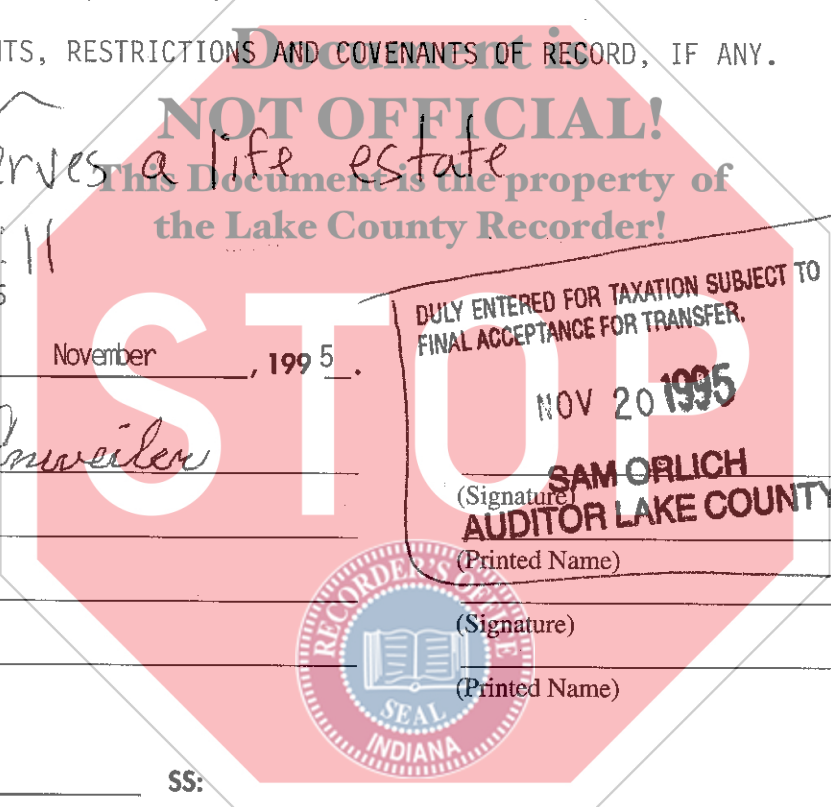 NTS, RESTRICTIONS AND COVENANTS OF RECORD, IF ANY.
Document is
NOT OFFICIAL!
This Document is the property of
the Lake County Recorder!
erves a life estate
STOP
DULY ENTERED FOR TAXATION SUBJECT TO
FINAL ACCEPTANCE FOR TRANSFER.
November, 1995.
NOV 20 1995
SAM ORLICH
(Signature)
AUDITOR LAKE COUNTY
(Printed Name)
(Signature)
(Printed Name)
RECORDER'S OFFICE
SEAL
INDIANA
SS: